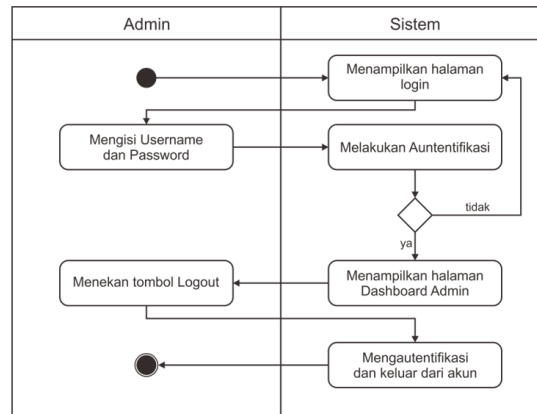 Admin
Sistem
Menampilkan halaman
login
Mengisi Username
dan Password
Melakukan Auntentifikasi
tidak
ya
Menekan tombol Logout
Menampilkan halaman
Dashboard Admin
Mengautentifikasi
dan keluar dari akun